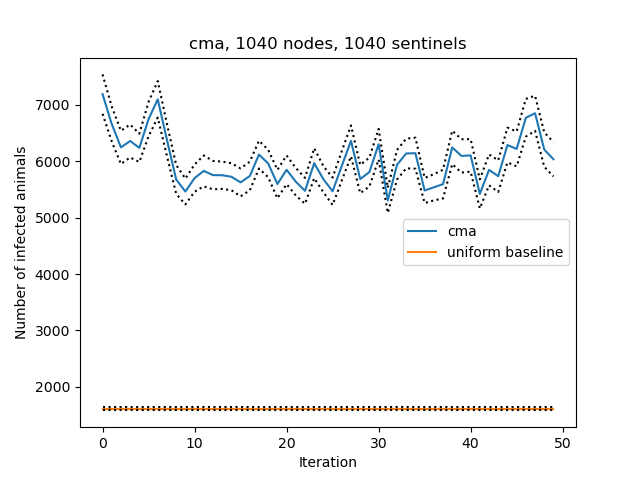 cma, 1040 nodes, 1040 sentinels
Number of infected animals
7000
6000
5000
4000
3000
2000
cma
uniform baseline
0
10
20
30
40
50
Iteration